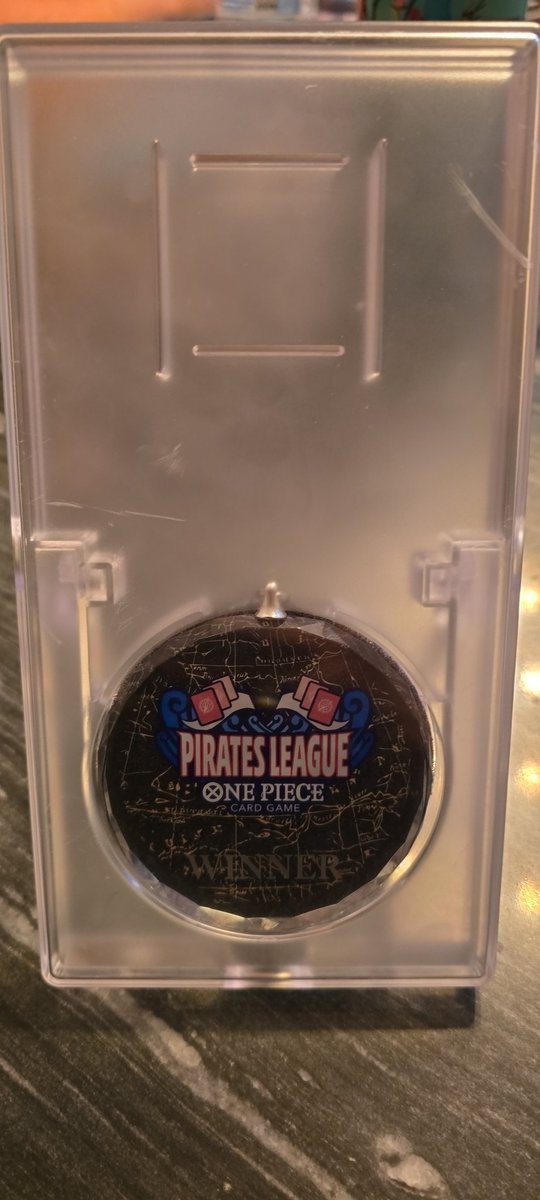 PIRATES LEAGUE
ONE PIECE
CARD GAME
WINNER